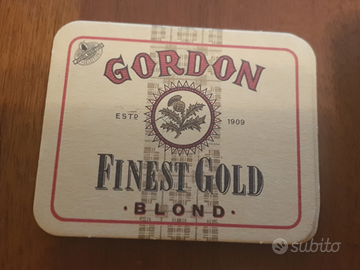 GORDON
ESTD 1909
FINEST GOLD
· BLOND ·
subito